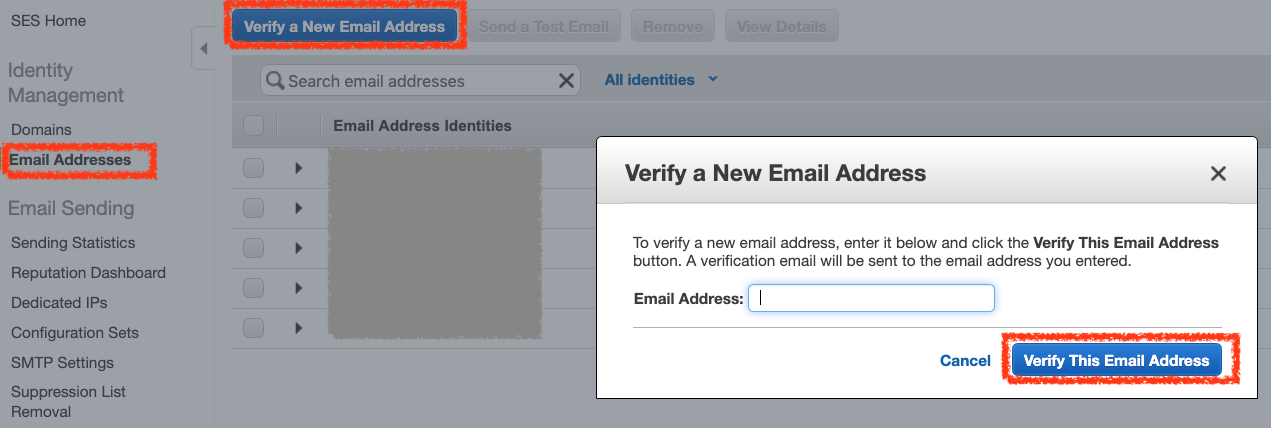 SES Home
Identity
Management
Domains
Email Addresses
Email Sending
Sending Statistics
Reputation Dashboard
Dedicated IPs
Configuration Sets
SMTP Settings
Suppression List
Removal
Verify a New Email Address
Send a Test Email
Remove
View Details
Search email addresses
All identities
Email Address Identities
Verify a New Email Address
To verify a new email address, enter it below and click the Verify This Email Address
button. A verification email will be sent to the email address you entered.
Email Address:
Cancel
Verify This Email Address